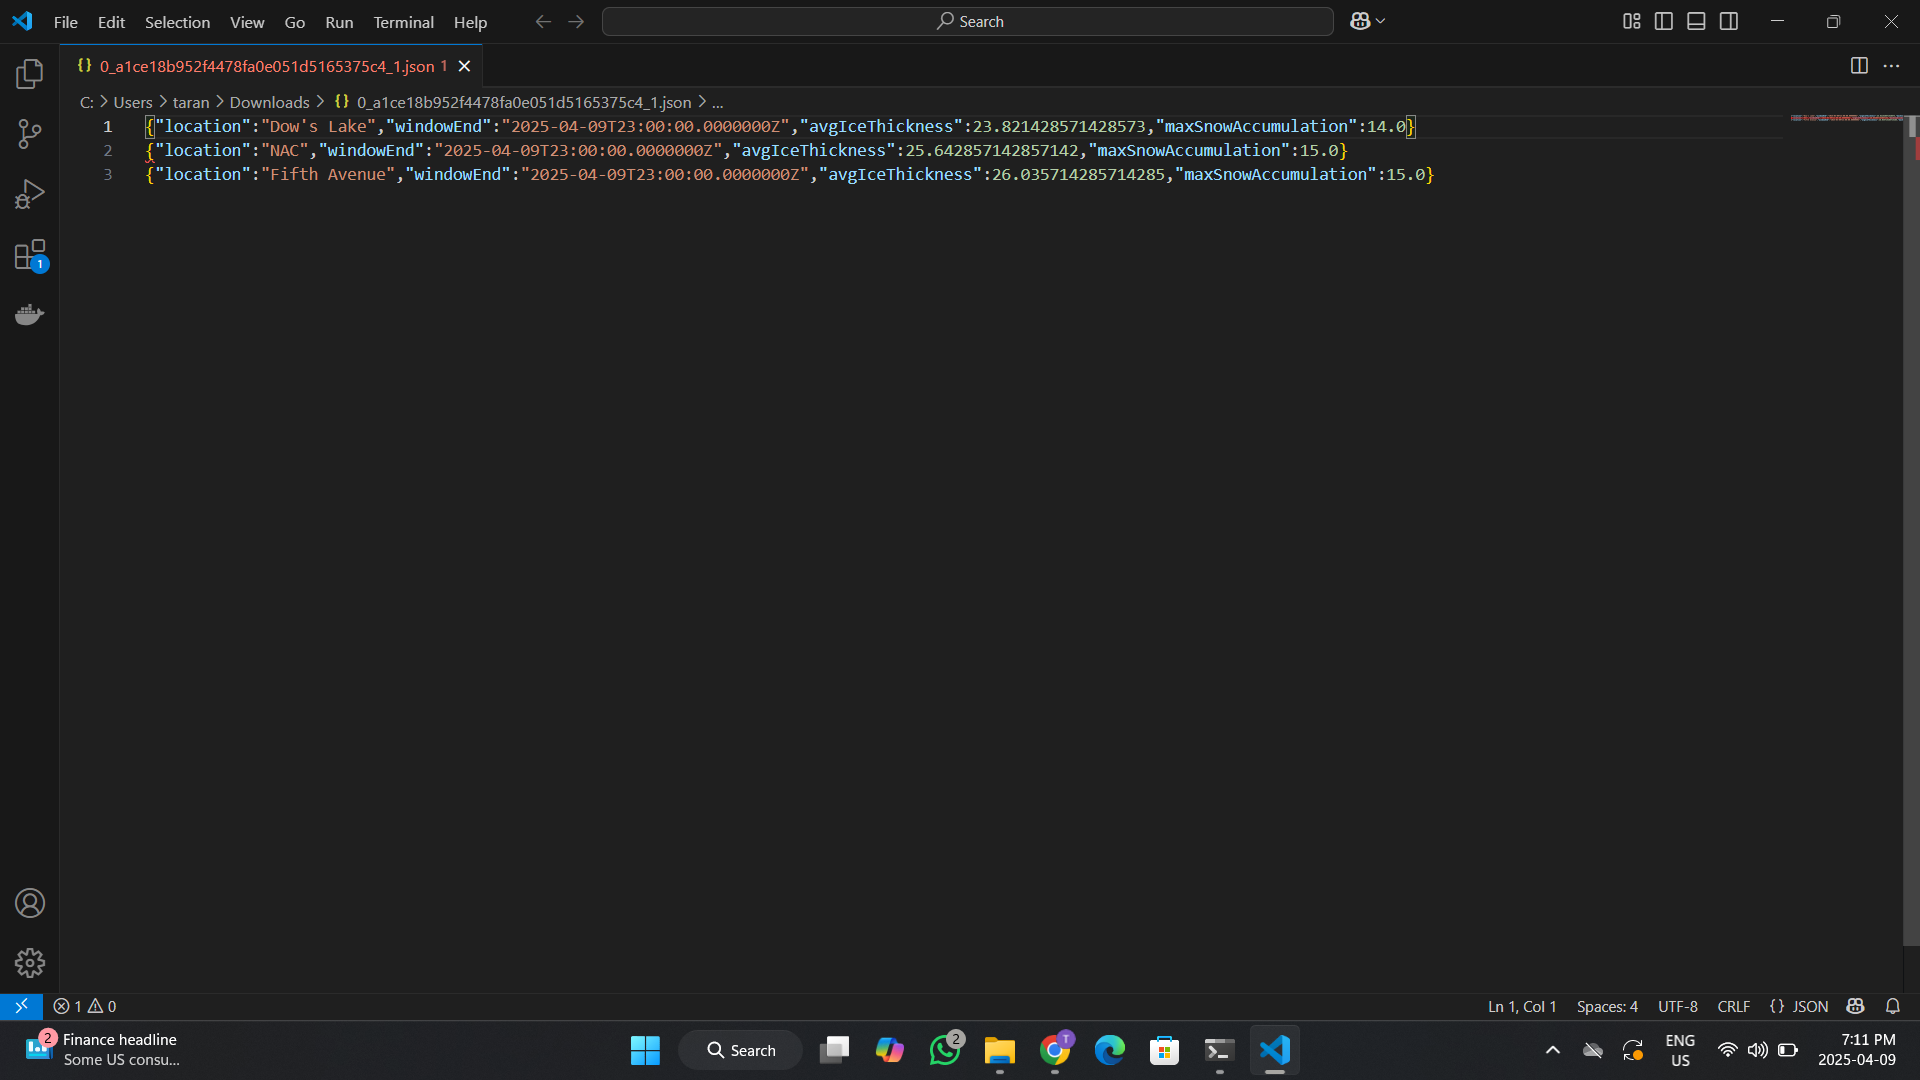 File Edit Selection View Go Run Terminal Help Search
0_a1ce18b952f4478fa0e051d5165375c4_1.json 1
C: > Users > taran > Downloads > {} 0_a1ce18b952f4478fa0e051d5165375c4_1.json > ...
1 {"location":"Dow's Lake","windowEnd":"2025-04-09T23:00:00.0000000Z","avgIceThickness":23.821428571428573,"maxSnowAccumulation":14.0}
2 {"location":"NAC","windowEnd":"2025-04-09T23:00:00.0000000Z","avgIceThickness":25.642857142857142,"maxSnowAccumulation":15.0}
3 {"location":"Fifth Avenue","windowEnd":"2025-04-09T23:00:00.0000000Z","avgIceThickness":26.035714285714285,"maxSnowAccumulation":15.0}
1
1 0 Ln 1, Col 1 Spaces: 4 UTF-8 CRLF {} JSON
2 Finance headline
Some US consu...
Search
2
T
ENG
US
7:11 PM
2025-04-09